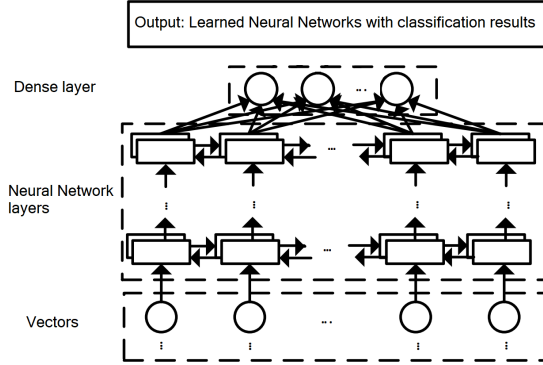 Output: Learned Neural Networks with classification results
Dense layer
...
...
Neural Network
layers
...
Vectors
...